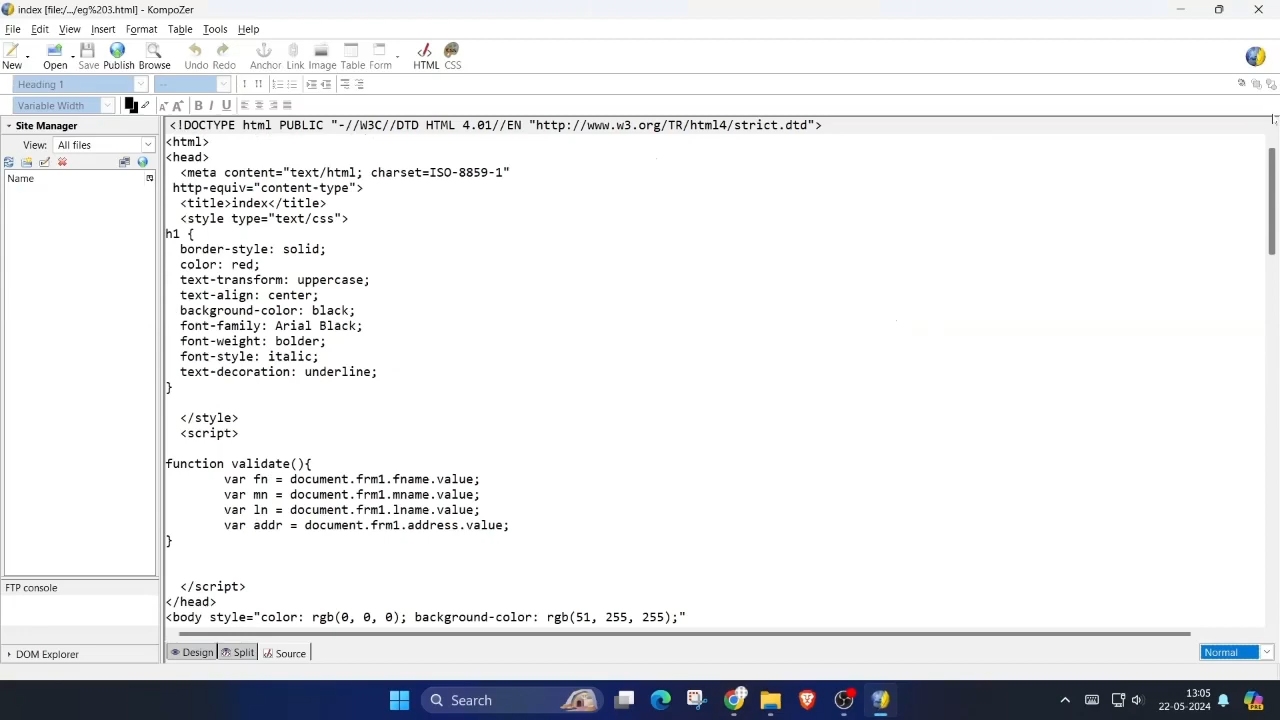 index [file:/.../eg%203.html] - KompoZer
File Edit View Insert Format Table Tools Help
New Open Save Publish Browse Undo Redo Anchor Link Image Table Form HTML CSS
Heading 1
Variable Width B I U
Site Manager
View: All files
Name
FTP console
DOM Explorer
<!DOCTYPE html PUBLIC "-//W3C//DTD HTML 4.01//EN "http://www.w3.org/TR/html4/strict.dtd">
<html>
<head>
  <meta content="text/html; charset=ISO-8859-1"
 http-equiv="content-type">
  <title>index</title>
  <style type="text/css">
h1 {
  border-style: solid;
  color: red;
  text-transform: uppercase;
  text-align: center;
  background-color: black;
  font-family: Arial Black;
  font-weight: bolder;
  font-style: italic;
  text-decoration: underline;
}
  </style>
  <script>
function validate(){
        var fn = document.frm1.fname.value;
        var mn = document.frm1.mname.value;
        var ln = document.frm1.lname.value;
        var addr = document.frm1.address.value;
}
  </script>
</head>
<body style="color: rgb(0, 0, 0); background-color: rgb(51, 255, 255);"
Design Split Source
Normal
Search
13:05
22-05-2024